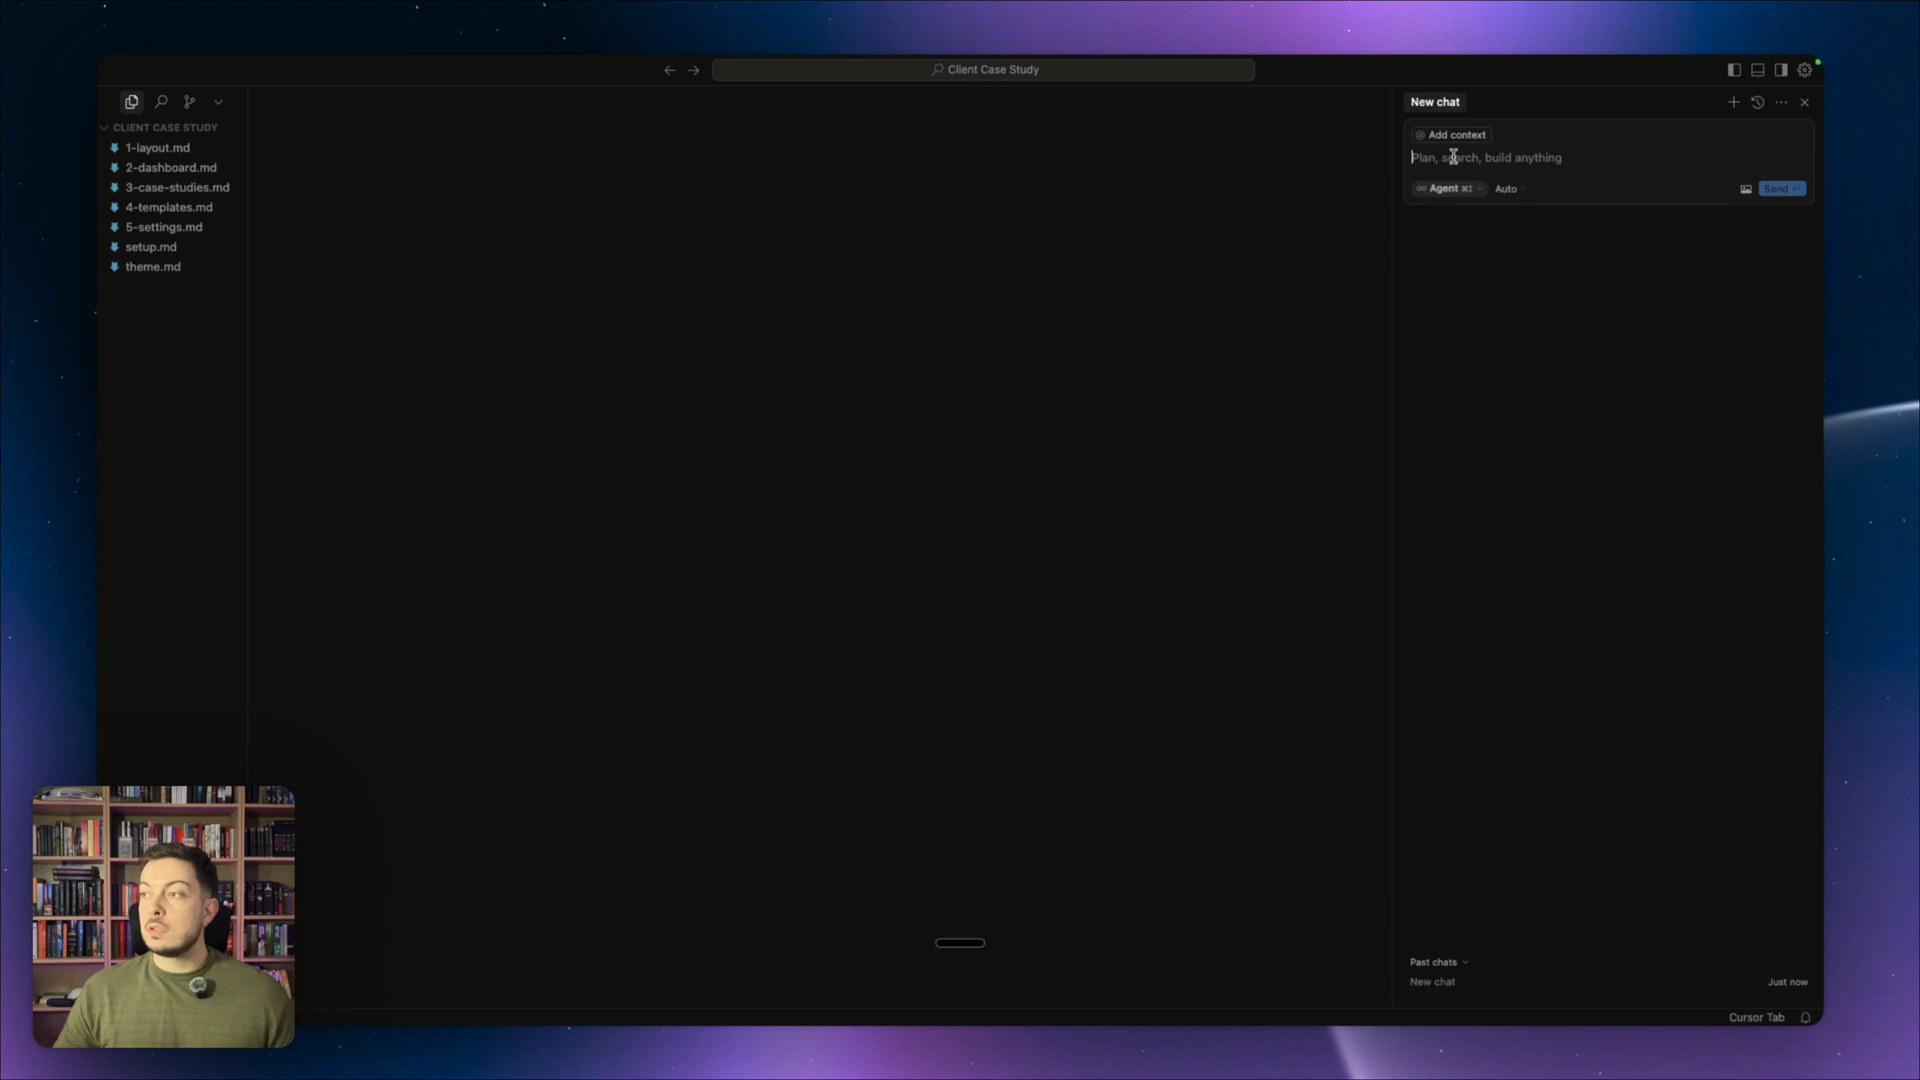 Client Case Study
CLIENT CASE STUDY
1-layout.md
2-dashboard.md
3-case-studies.md
4-templates.md
5-settings.md
setup.md
theme.md
New chat
@ Add context
Plan, search, build anything
∞ Agent ⌘I Auto
Send ⏎
Past chats
New chat Just now
Cursor Tab